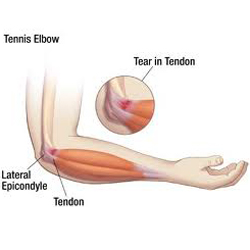 Tennis Elbow
Tear in Tendon
Lateral
Epicondyle
Tendon